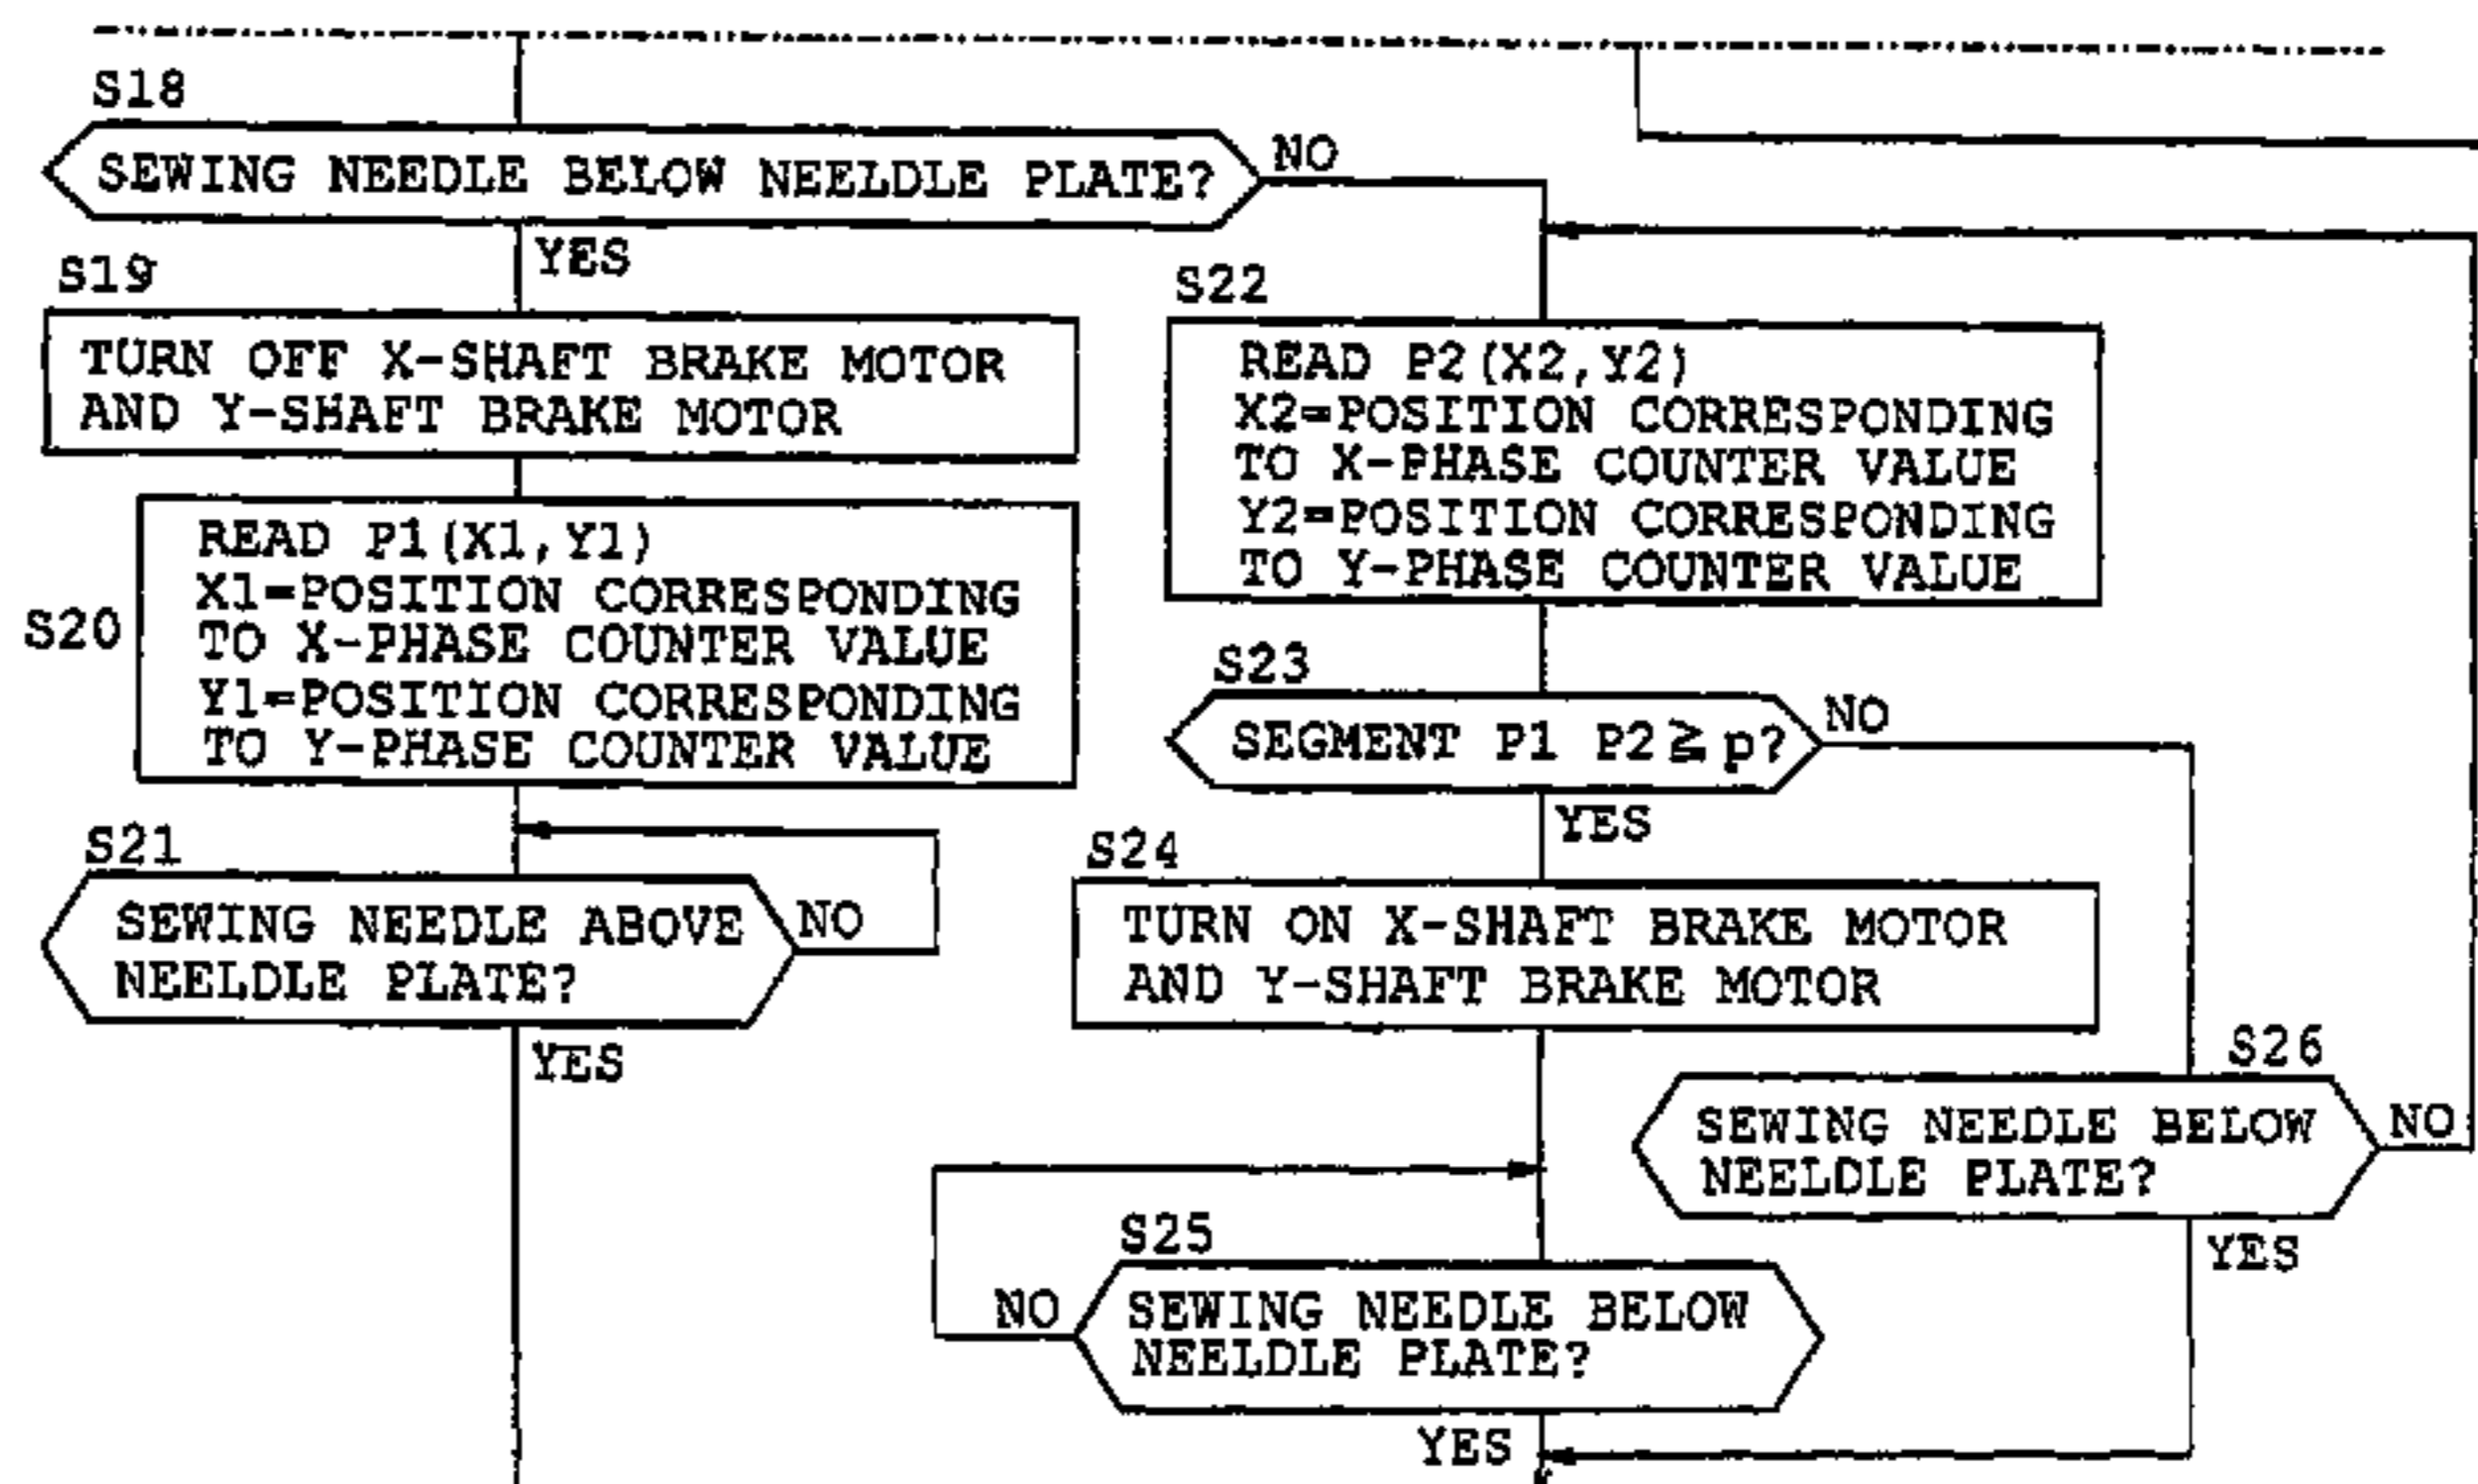 S18
SEWING NEEDLE BELOW NEELDLE PLATE?
NO
YES
S19
TURN OFF X-SHAFT BRAKE MOTOR
AND Y-SHAFT BRAKE MOTOR
S20
READ P1(X1,Y1)
X1=POSITION CORRESPONDING
TO X-PHASE COUNTER VALUE
Y1=POSITION CORRESPONDING
TO Y-PHASE COUNTER VALUE
S21
SEWING NEEDLE ABOVE
NEELDLE PLATE?
NO
YES
S22
READ P2(X2,Y2)
X2=POSITION CORRESPONDING
TO X-PHASE COUNTER VALUE
Y2=POSITION CORRESPONDING
TO Y-PHASE COUNTER VALUE
S23
SEGMENT P1 P2≧p?
NO
YES
S24
TURN ON X-SHAFT BRAKE MOTOR
AND Y-SHAFT BRAKE MOTOR
S26
SEWING NEEDLE BELOW
NEELDLE PLATE?
NO
YES
S25
SEWING NEEDLE BELOW
NEELDLE PLATE?
NO
YES